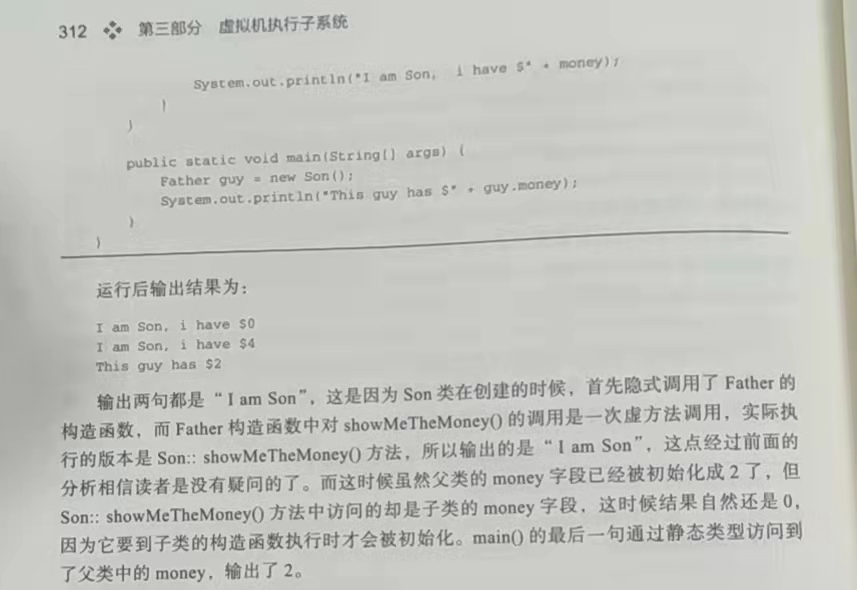 312 第三部分 虚拟机执行子系统
System.out.println("I am Son, i have $" + money);
}
}
public static void main(String[] args) {
Father guy = new Son();
System.out.println("This guy has $" + guy.money);
}
}
运行后输出结果为：
I am Son, i have $0
I am Son, i have $4
This guy has $2
输出两句都是“I am Son”，这是因为 Son 类在创建的时候，首先隐式调用了 Father 的
构造函数，而 Father 构造函数中对 showMeTheMoney() 的调用是一次虚方法调用，实际执
行的版本是 Son:: showMeTheMoney() 方法，所以输出的是“I am Son”，这点经过前面的
分析相信读者是没有疑问的了。而这时候虽然父类的 money 字段已经被初始化成 2 了，但
Son:: showMeTheMoney() 方法中访问的却是子类的 money 字段，这时候结果自然还是 0，
因为它要到子类的构造函数执行时才会被初始化。main() 的最后一句通过静态类型访问到
了父类中的 money，输出了 2。